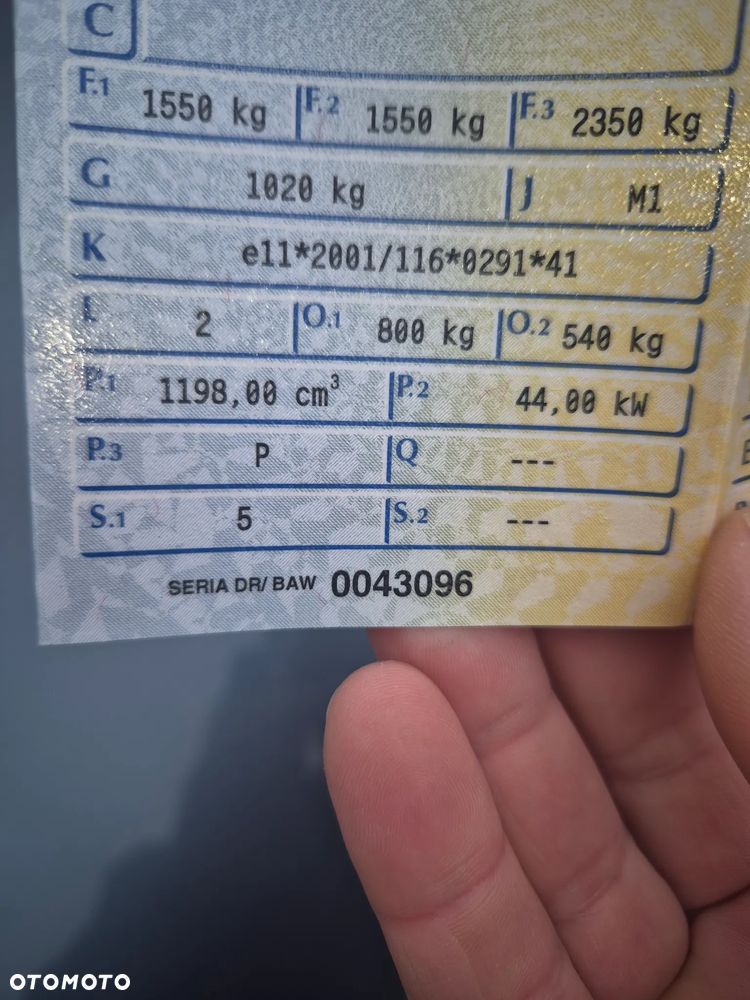 C
F.1 1550 kg F.2 1550 kg F.3 2350 kg
G 1020 kg J M1
K e11*2001/116*0291*41
L 2 O.1 800 kg O.2 540 kg
P.1 1198,00 cm³ P.2 44,00 kW
P.3 P Q ---
S.1 5 S.2 ---
SERIA DR/ BAW 0043096
OTOMOTO